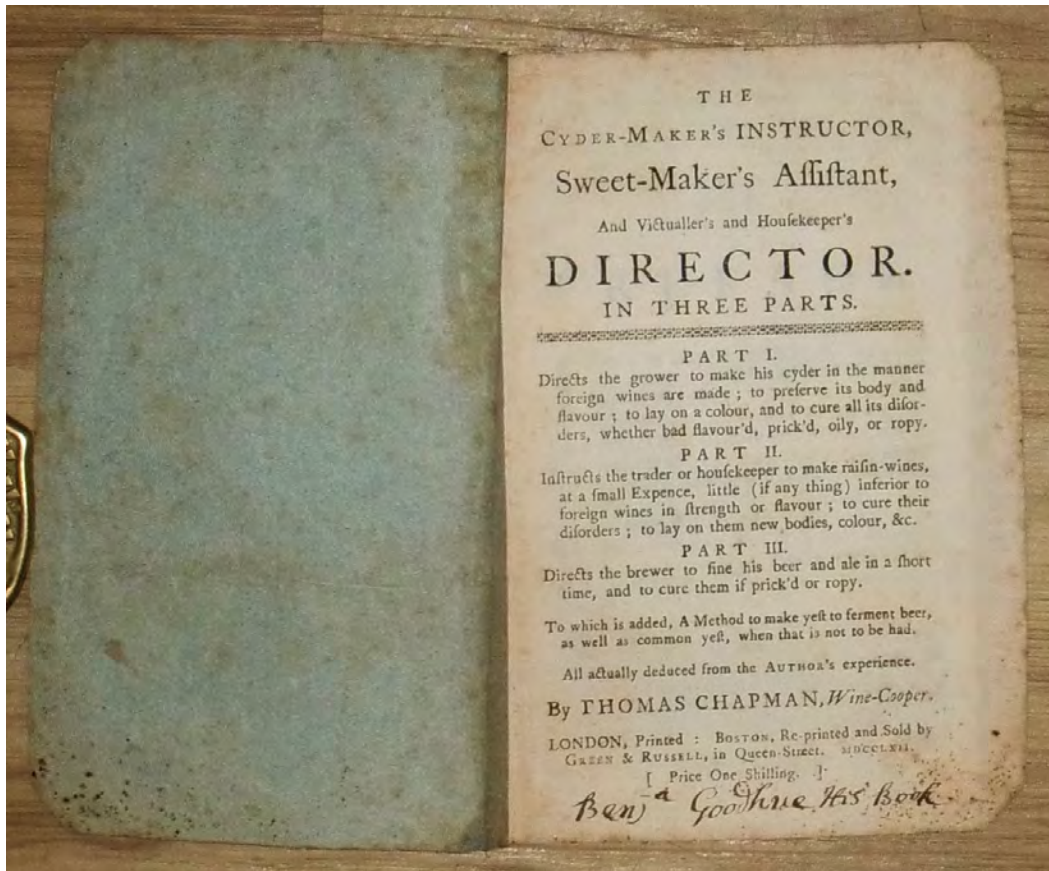 THE
CYDER-MAKER'S INSTRUCTOR,
Sweet-Maker's Aſſiſtant,
And Victualler's and Houſekeeper's
DIRECTOR.
IN THREE PARTS.
PART I.
Directs the grower to make his cyder in the manner
foreign wines are made ; to preſerve its body and
flavour ; to lay on a colour, and to cure all its diſor-
ders, whether bad flavour'd, prick'd, oily, or ropy.
PART II.
Inſtructs the trader or houſekeeper to make raiſin-wines,
at a ſmall Expence, little (if any thing) inferior to
foreign wines in ſtrength or flavour ; to cure their
diſorders ; to lay on them new bodies, colour, &c.
PART III.
Directs the brewer to fine his beer and ale in a ſhort
time, and to cure them if prick'd or ropy.
To which is added, A Method to make yeſt to ferment beer,
as well as common yeſt, when that is not to be had.
All actually deduced from the AUTHOR's experience.
By THOMAS CHAPMAN, Wine-Cooper.
LONDON, Printed : BOSTON, Re-printed and Sold by
GREEN & RUSSELL, in Queen-Street. MDCCLXII.
[ Price One Shilling. ]
Benjᵃ Goodhue His Book